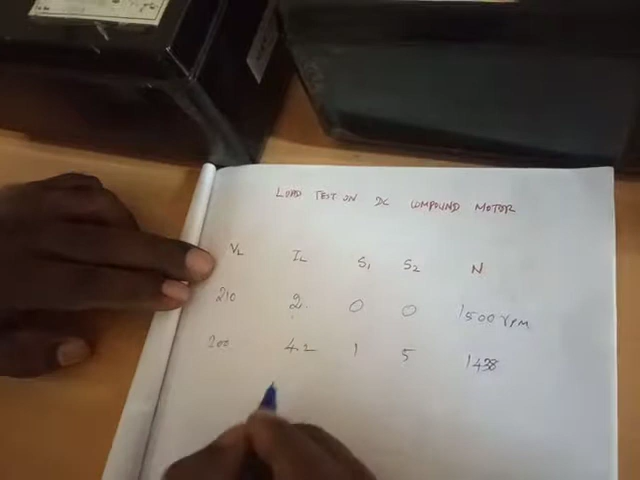 LOAD TEST ON DC COMPOUND MOTOR
VL IL S1 S2 N
210 2. 0 0 1500 rpm
200 4.2 1 5 1438